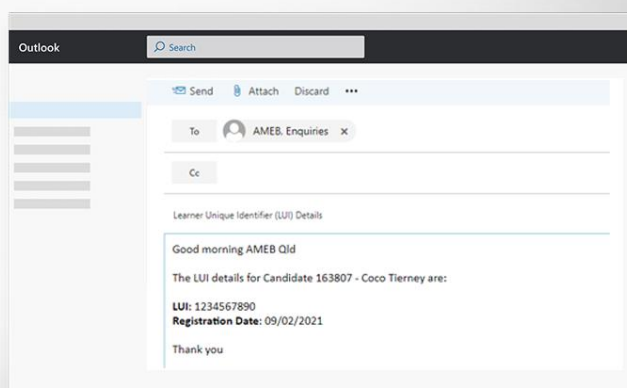 Outlook
Search
Send Attach Discard •••
To AMEB. Enquiries x
Cc
Learner Unique Identifier (LUI) Details
Good morning AMEB Qld
The LUI details for Candidate 163807 - Coco Tierney are:
LUI: 1234567890
Registration Date: 09/02/2021
Thank you